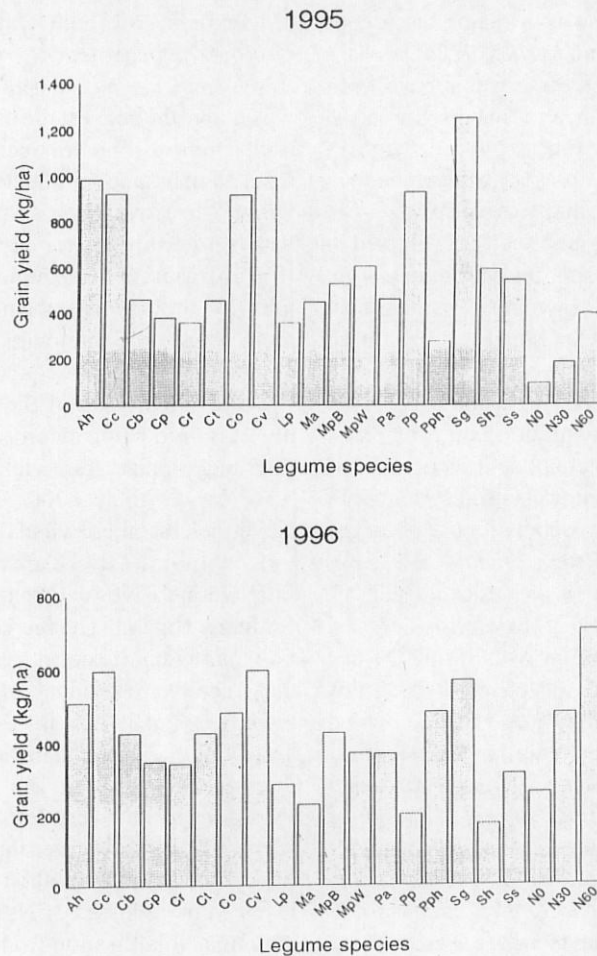 1995
Grain yield (kg/ha)
1,400
1,200
1,000
800
600
400
200
0
Ah Cc Cb Cp Cr Ct Co Cv Lp Ma MpB MpW Pa Pp Pph Sg Sh Ss N0 N30 N60
Legume species
1996
Grain yield (kg/ha)
800
600
400
200
0
Ah Cc Cb Cp Cr Ct Co Cv Lp Ma MpB MpW Pa Pp Pph Sg Sh Ss N0 N30 N60
Legume species